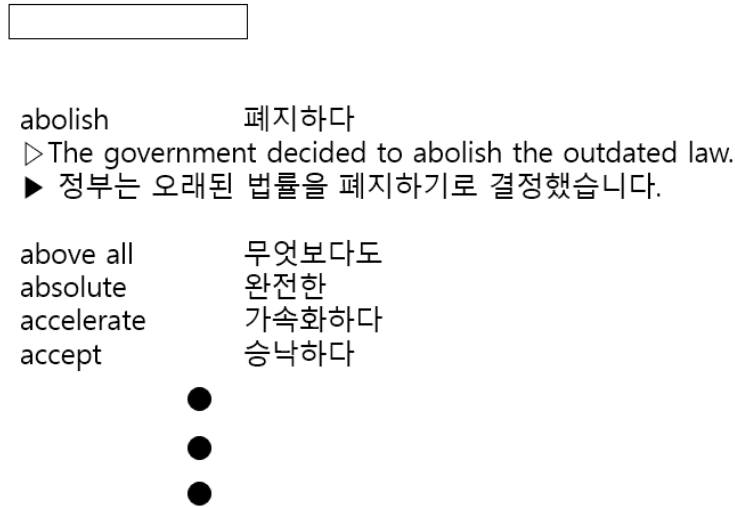 abolish 폐지하다
▷The government decided to abolish the outdated law.
▶ 정부는 오래된 법률을 폐지하기로 결정했습니다.
above all 무엇보다도
absolute 완전한
accelerate 가속화하다
accept 승낙하다